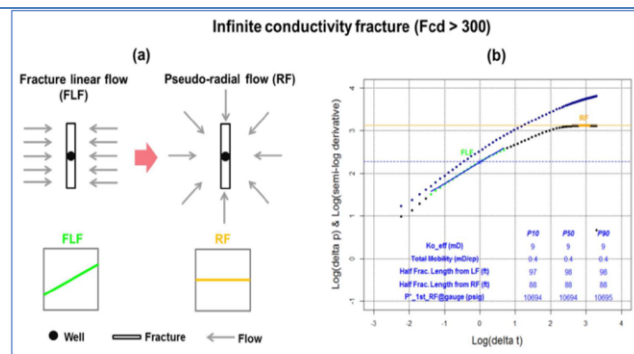 Infinite conductivity fracture (Fcd > 300)
(a)
Fracture linear flow
(FLF)
Pseudo-radial flow (RF)
FLF
RF
Well
Fracture
Flow
(b)
Log(delta p) & Log(semi-log derivative)
4
3
2
1
0
-1
RF
FLF
P10 P50 P90
Ko_eff (mD) 9 9 9
Total Mobility (mD/cp) 0.4 0.4 0.4
Half Frac. Length from LF (ft) 97 98 98
Half Frac. Length from RF (ft) 88 88 88
P*_1st_RF@gauge (psig) 10694 10694 10695
-3 -2 -1 0 1 2 3 4
Log(delta t)